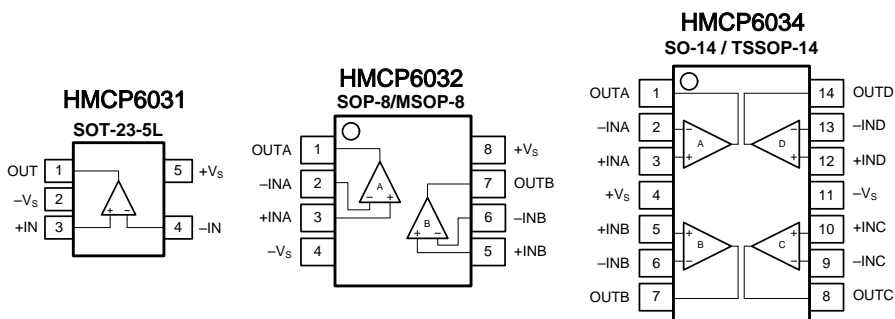 HMCP6031
SOT-23-5L
OUT 1 5 +VS
–VS 2
+IN 3 4 –IN
+ –
HMCP6032
SOP-8/MSOP-8
OUTA 1 8 +VS
–INA 2 7 OUTB
+INA 3 6 –INB
–VS 4 5 +INB
A
– +
B
+ –
HMCP6034
SO-14 / TSSOP-14
OUTA 1 14 OUTD
–INA 2 – A D – 13 –IND
+INA 3 + + 12 +IND
+VS 4 11 –VS
+INB 5 + + 10 +INC
–INB 6 – B C – 9 –INC
OUTB 7 8 OUTC